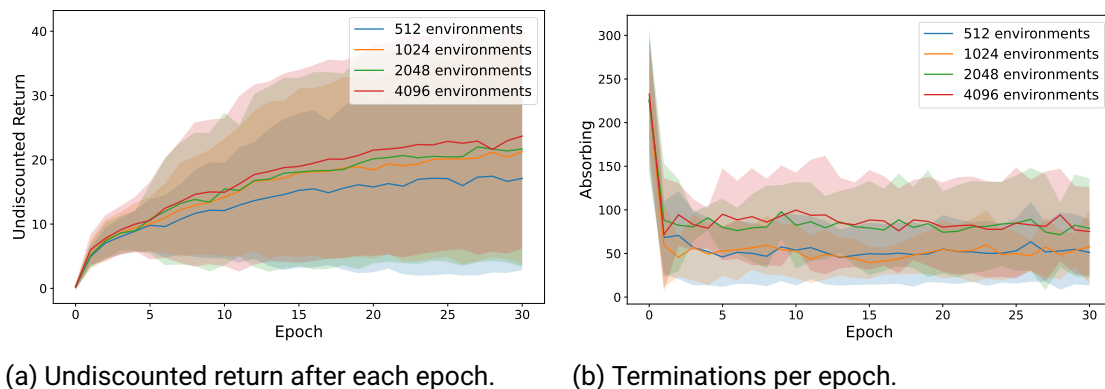 40
30
20
10
0
Undiscounted Return
512 environments
1024 environments
2048 environments
4096 environments
0 5 10 15 20 25 30
Epoch
300
250
200
150
100
50
0
Absorbing
512 environments
1024 environments
2048 environments
4096 environments
0 5 10 15 20 25 30
Epoch
(a) Undiscounted return after each epoch.
(b) Terminations per epoch.